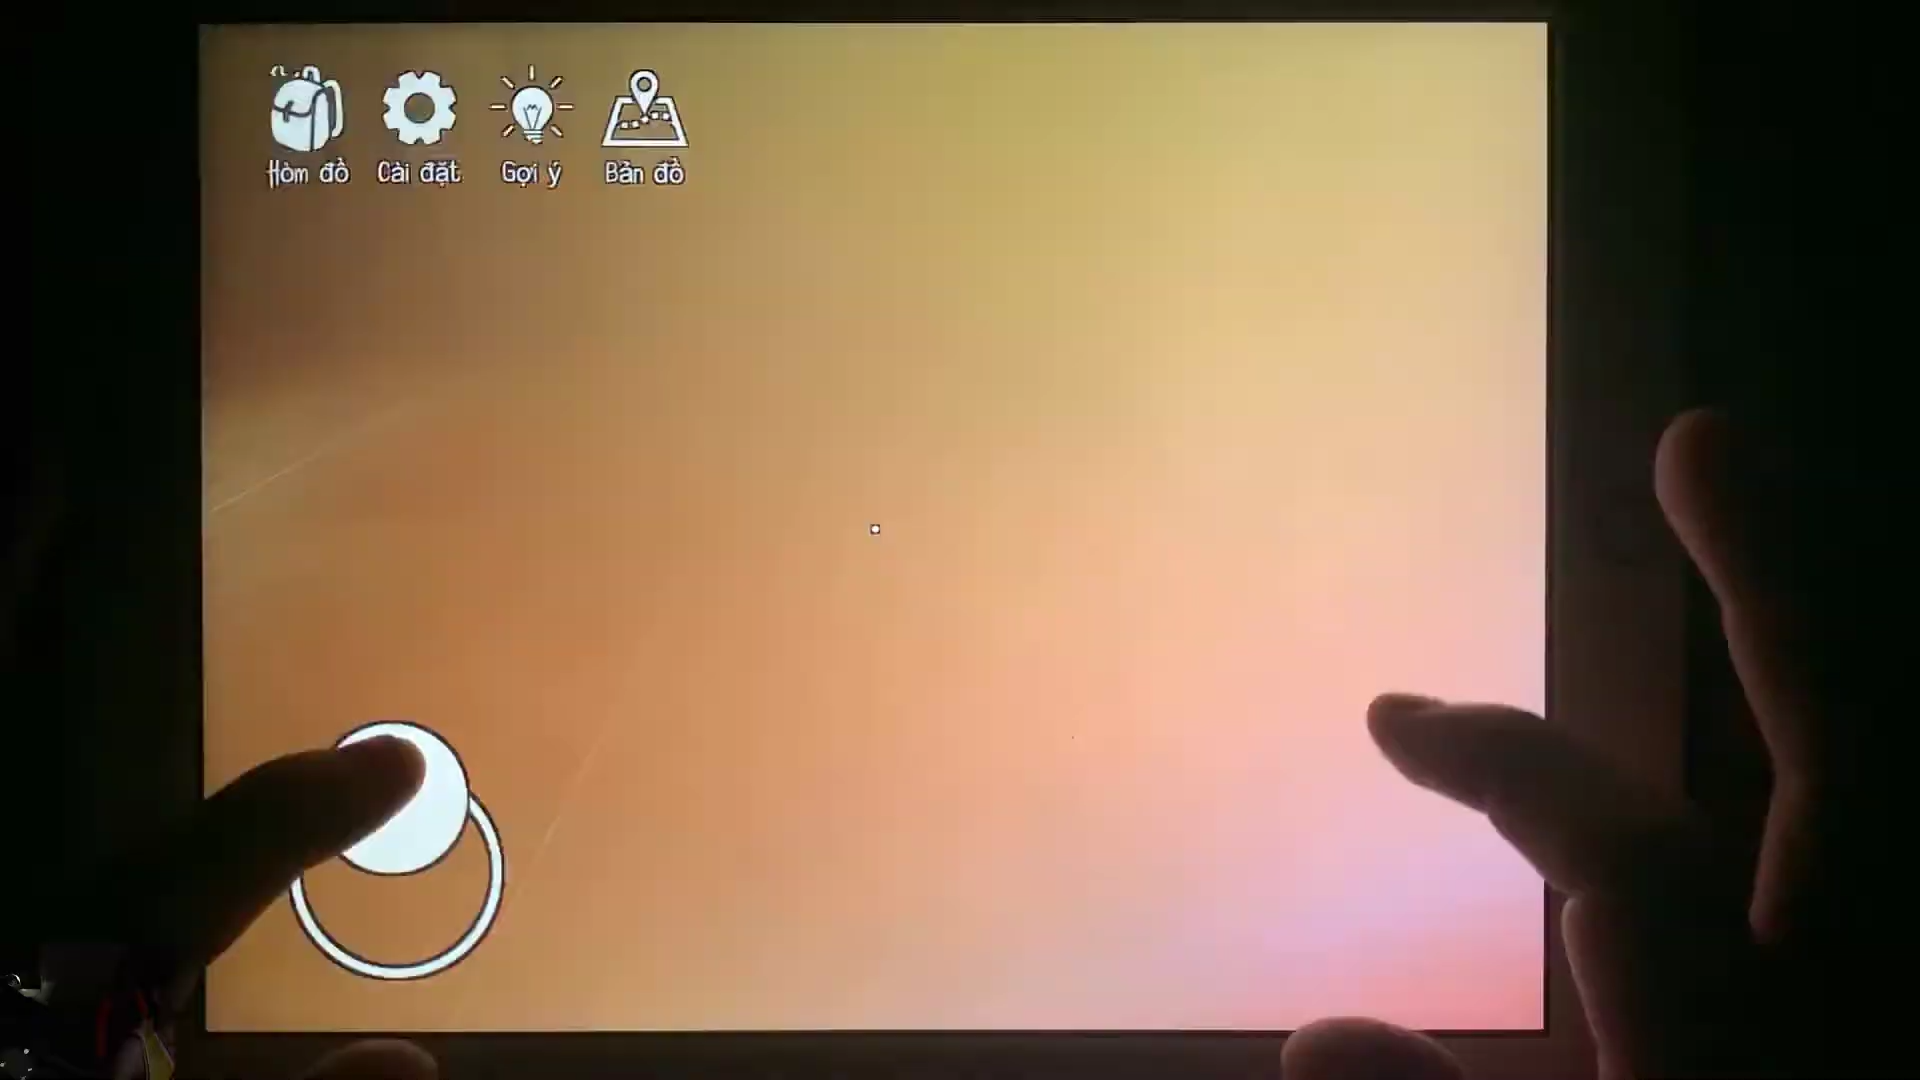 Hòm đồ
Cài đặt
Gợi ý
Bản đồ